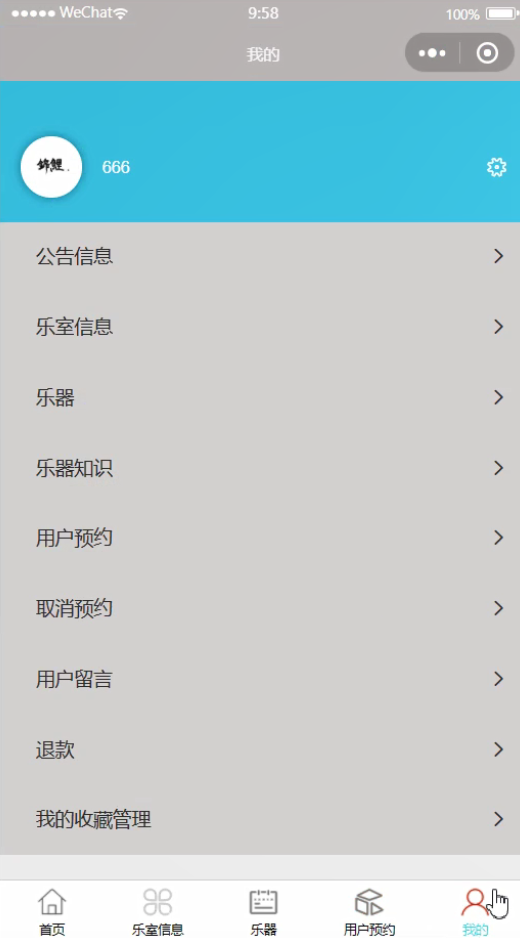 WeChat 9:58 100%
我的
锦鲤. 666
公告信息
乐室信息
乐器
乐器知识
用户预约
取消预约
用户留言
退款
我的收藏管理
首页 乐室信息 乐器 用户预约 我的